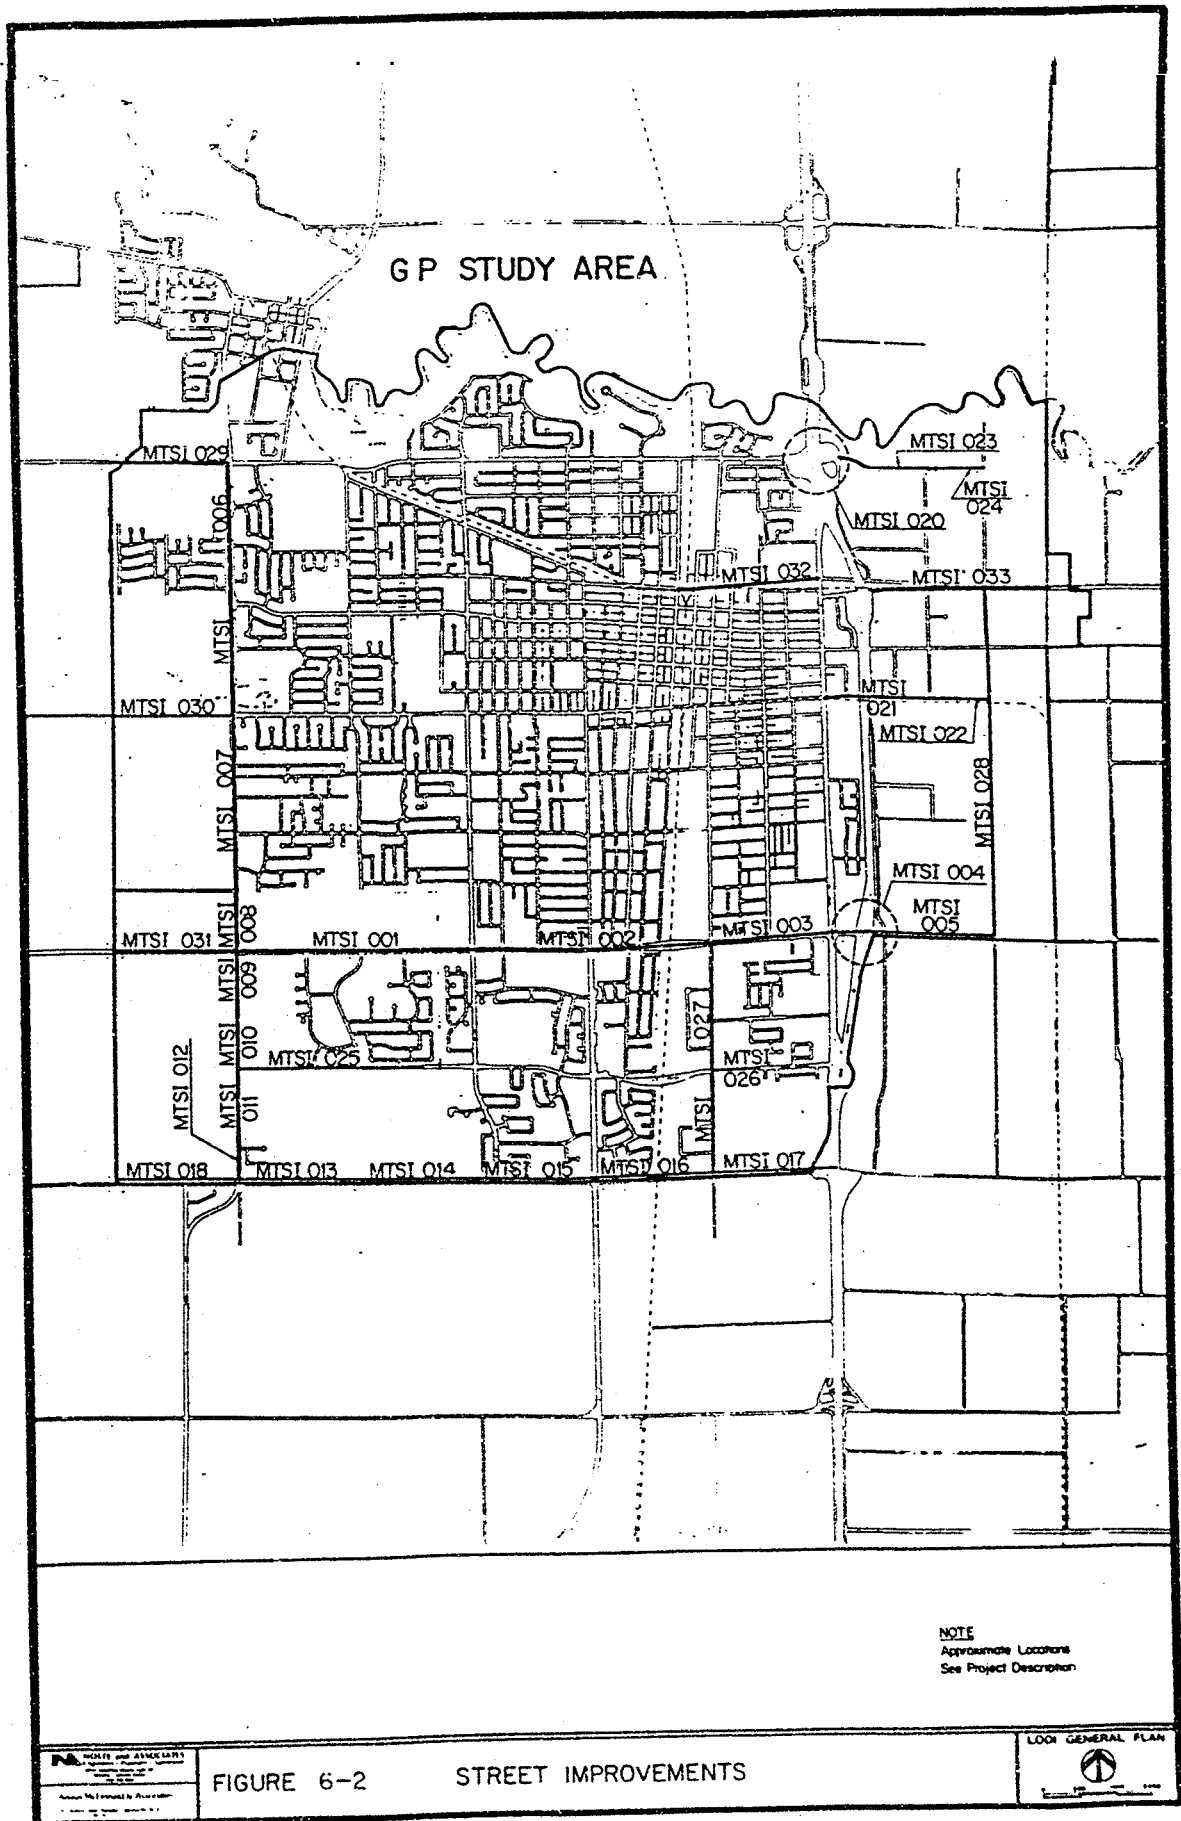 GP STUDY AREA
MTSI 029
MTSI 023
MTSI
024
MTSI 006
MTSI 020
MTSI 032
MTSI 033
MTSI 030
MTSI
021
MTSI 022
MTSI 007
MTSI 028
MTSI 004
MTSI
005
MTSI 008
MTSI 031
MTSI 001
MTSI 002
MTSI 003
MTSI 009
MTSI 027
MTSI 010
MTSI 012
MTSI 025
MTSI
026
MTSI 011
MTSI 018
MTSI 013
MTSI 014
MTSI 015
MTSI 016
MTSI 017
NOTE
Approximate Locations
See Project Description
NOLTE and ASSOCIATES
FIGURE 6-2
STREET IMPROVEMENTS
LODI GENERAL PLAN